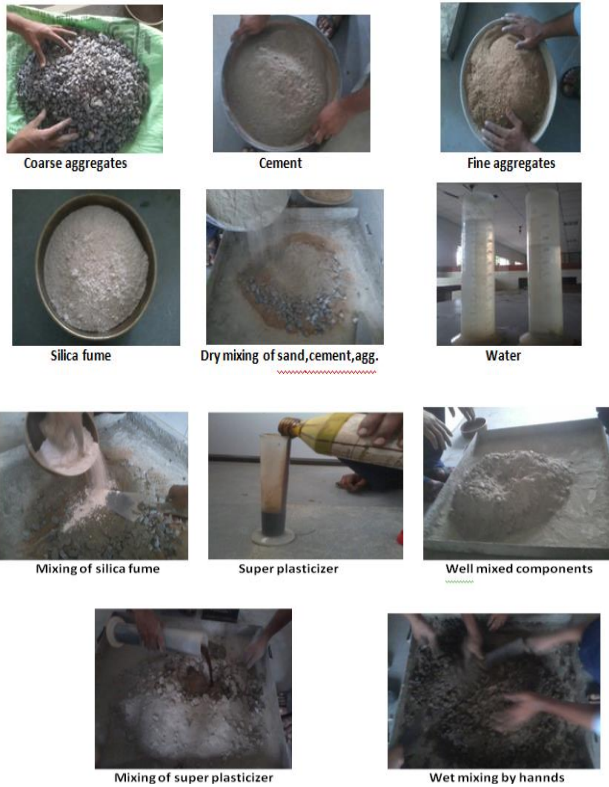 Coarse aggregates
Cement
Fine aggregates
Silica fume
Dry mixing of sand,cement,agg.
Water
Mixing of silica fume
Super plasticizer
Well mixed components
Mixing of super plasticizer
Wet mixing by hannds